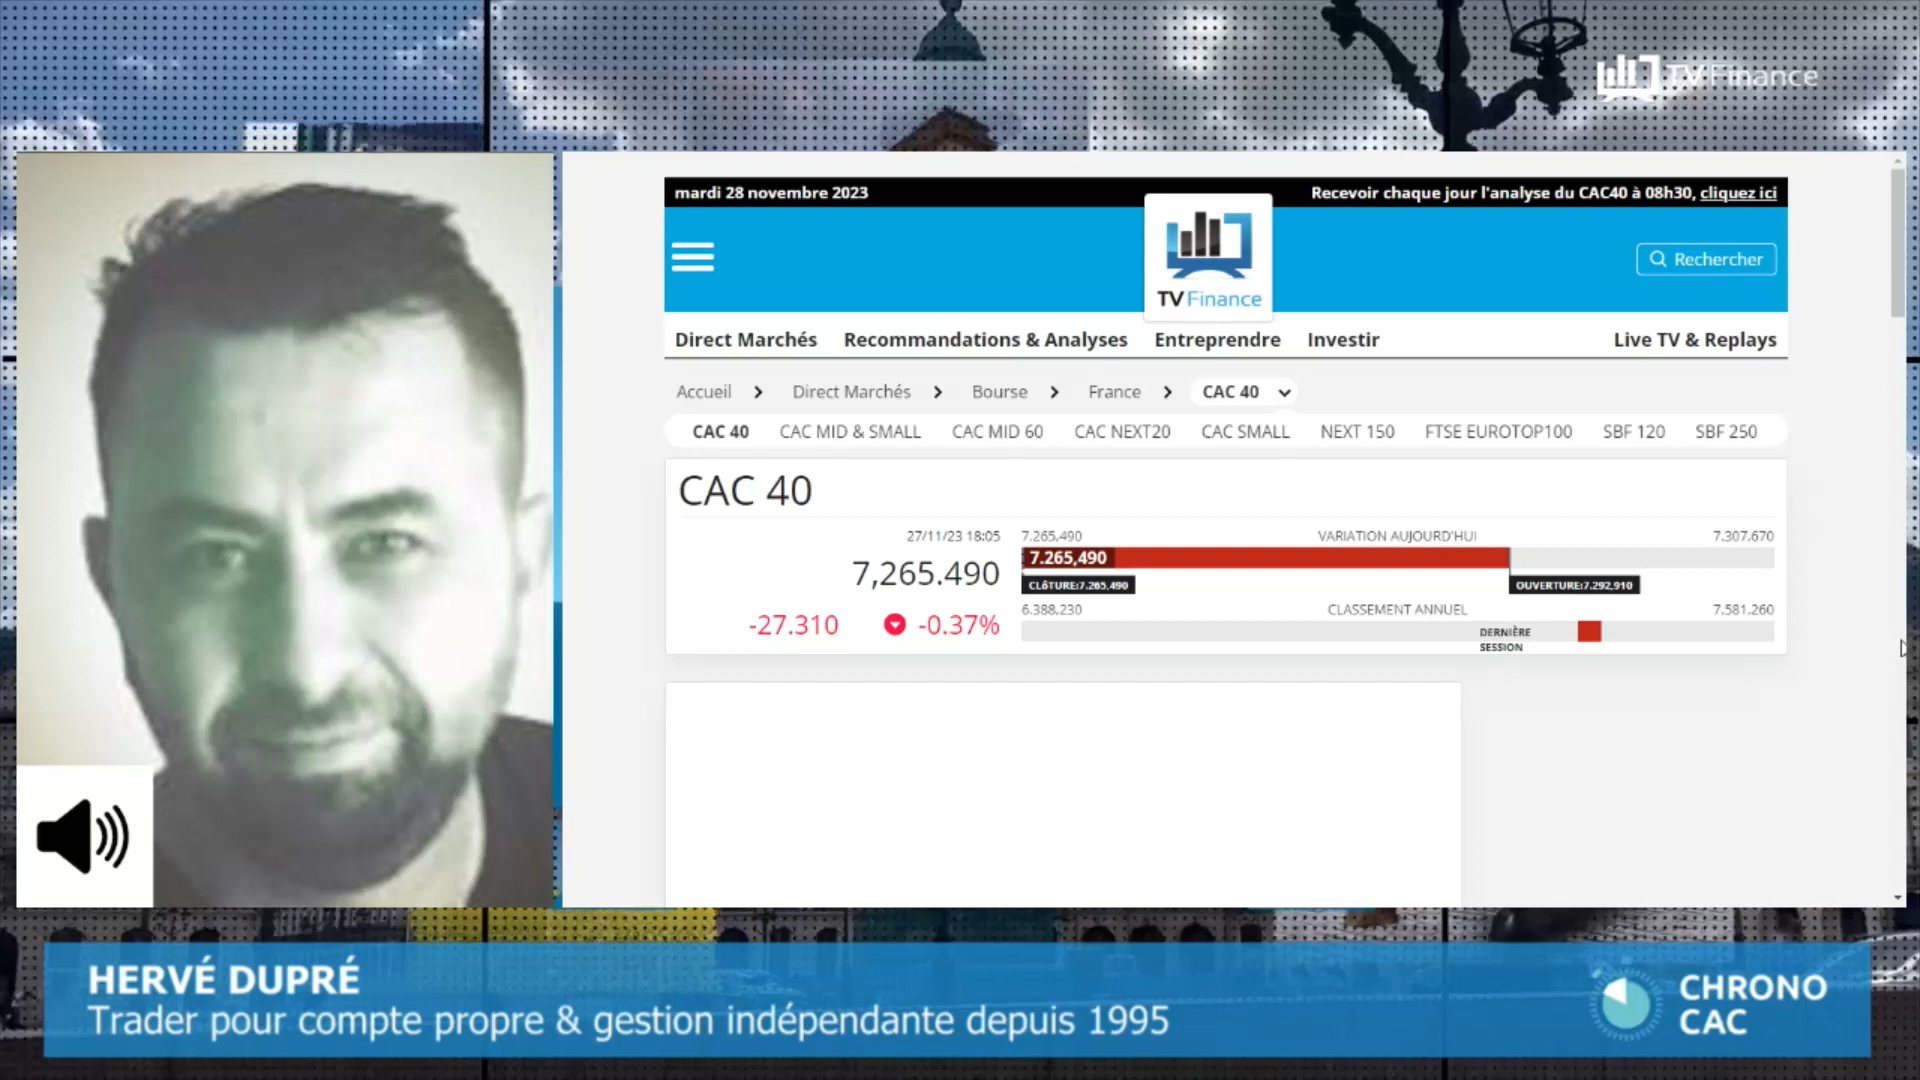 TV Finance
mardi 28 novembre 2023
Recevoir chaque jour l'analyse du CAC40 à 08h30, cliquez ici
TV Finance
Rechercher
Direct Marchés Recommandations & Analyses Entreprendre Investir Live TV & Replays
Accueil Direct Marchés Bourse France CAC 40
CAC 40 CAC MID & SMALL CAC MID 60 CAC NEXT20 CAC SMALL NEXT 150 FTSE EUROTOP100 SBF 120 SBF 250
CAC 40
27/11/23 18:05
7,265.490
-27.310 -0.37%
7.265,490 VARIATION AUJOURD'HUI 7.307,670
7.265,490
CLôTURE:7.265,490 OUVERTURE:7.292,910
6.388,230 CLASSEMENT ANNUEL 7.581,260
DERNIÈRE
SESSION
HERVÉ DUPRÉ
Trader pour compte propre & gestion indépendante depuis 1995
CHRONO
CAC